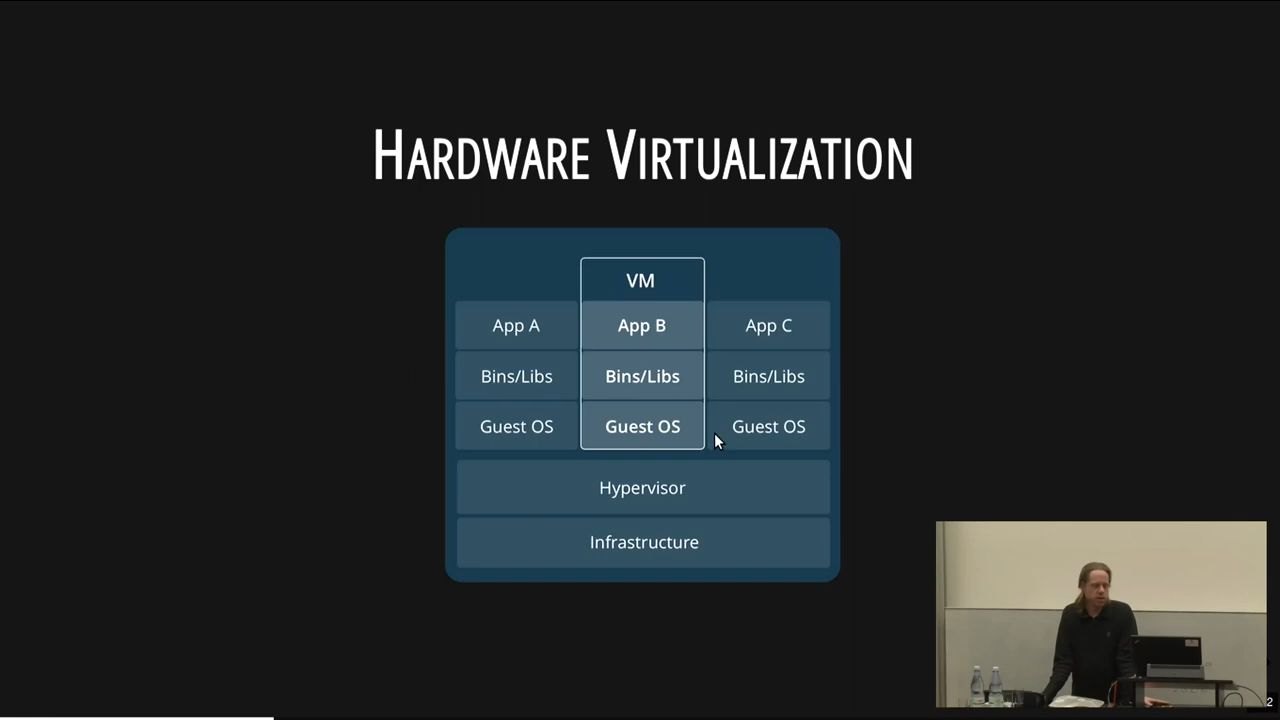 HARDWARE VIRTUALIZATION
VM
App A App B App C
Bins/Libs Bins/Libs Bins/Libs
Guest OS Guest OS Guest OS
Hypervisor
Infrastructure
2